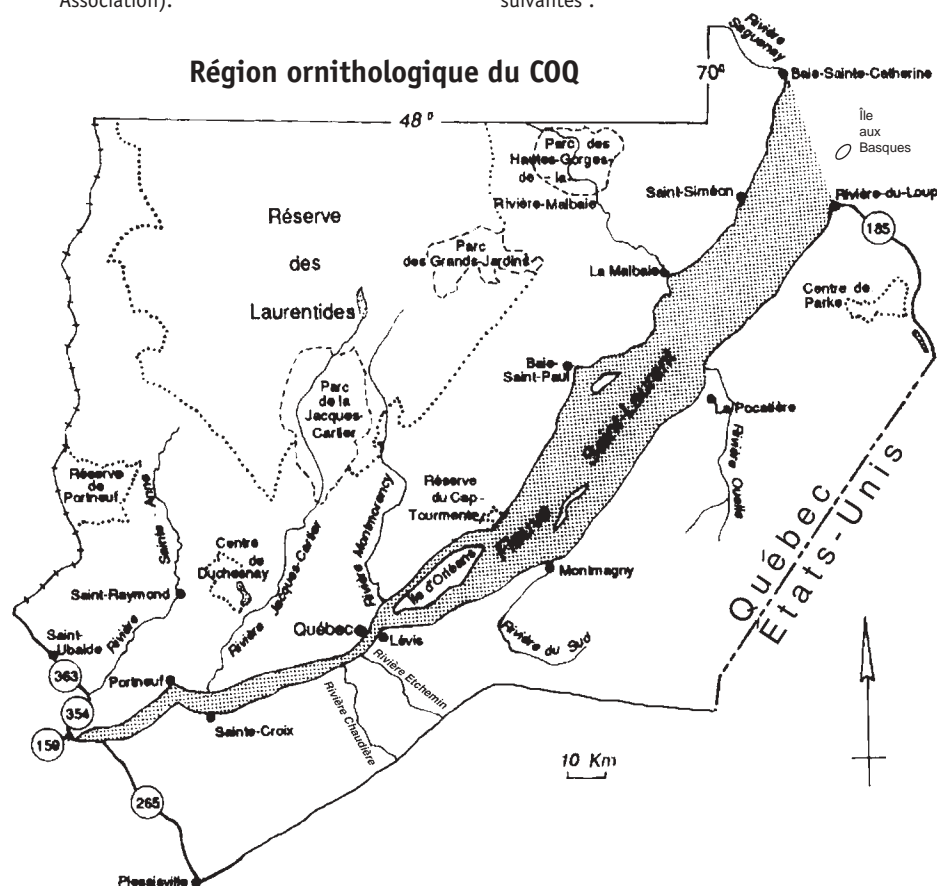 Association).
suivantes :
Région ornithologique du COQ
Rivière
Saguenay
70°
Baie-Sainte-Catherine
48°
Île
aux
Basques
Parc des
Hautes-Gorges-
de-la-
Rivière-Malbaie
Saint-Siméon
Rivière-du-Loup
185
Réserve
des
Laurentides
Parc
des Grands-Jardins
La Malbaie
Centre de
Parke
Baie-
Saint-Paul
Parc
de la
Jacques-
Cartier
La Pocatière
Fleuve Saint-Laurent
Rivière Ouelle
Réserve
de
Portneuf
Rivière Sainte Anne
Réserve
du Cap-
Tourmente
Rivière Montmorency
Québec
États-Unis
Centre
de
Duchesnay
Rivière Jacques-Cartier
Île d'Orléans
Montmagny
Saint-Raymond
Québec
Lévis
Rivière du Sud
Saint-
Ubalde
363
Portneuf
Rivière Etchemin
354
Rivière Chaudière
159
Sainte-Croix
10 Km
265
Plessisville